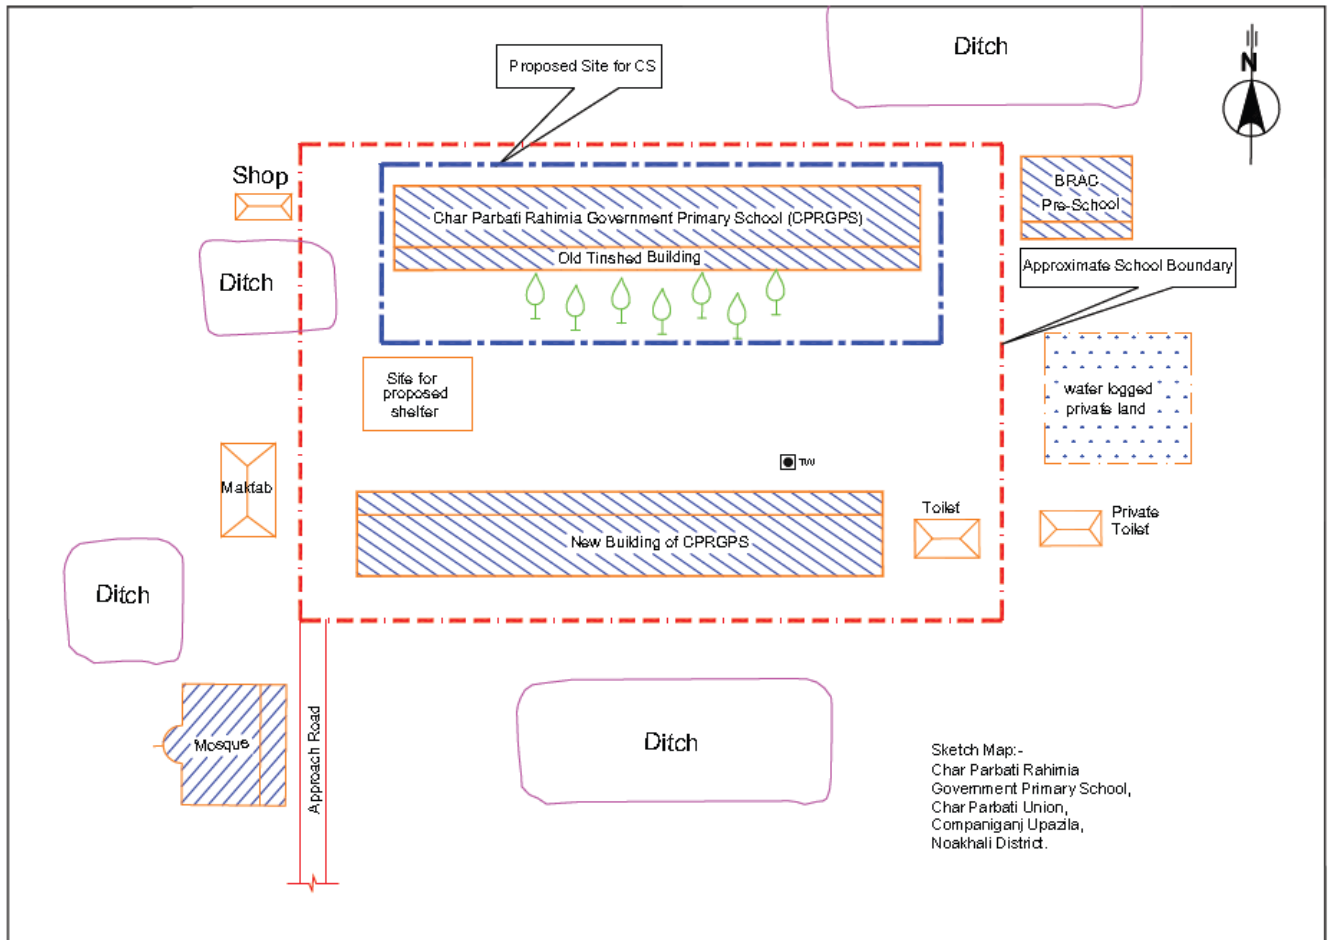 Ditch
Proposed Site for CS
N
Shop
BRAC
Pre-School
Char Parbati Rahimia Government Primary School (CPRGPS)
Old Tinshed Building
Approximate School Boundary
Ditch
Site for
proposed
shelter
water logged
private land
TW
Maktab
Toilet
Private
Toilet
New Building of CPRGPS
Ditch
Mosque
Approach Road
Ditch
Sketch Map:-
Char Parbati Rahimia
Government Primary School,
Char Parbati Union,
Companiganj Upazila,
Noakhali District.